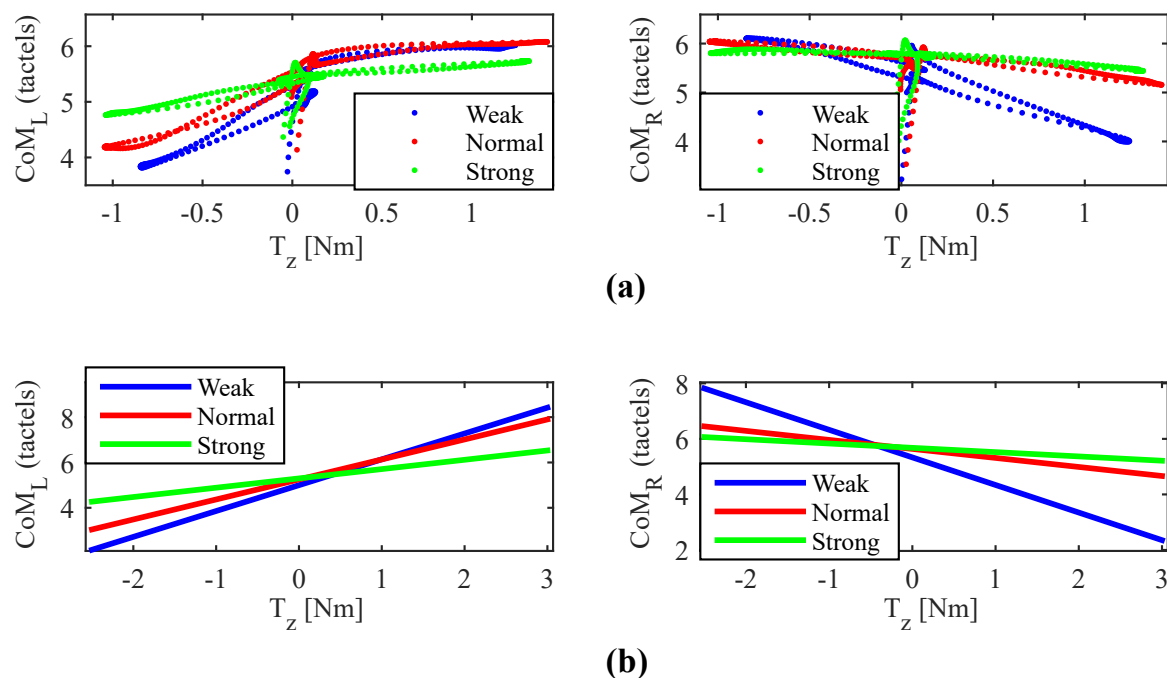 CoM_L (tactels)
6
5
4
Weak
Normal
Strong
-1 -0.5 0 0.5 1
T_z [Nm]
CoM_R (tactels)
6
5
4
Weak
Normal
Strong
-1 -0.5 0 0.5 1
T_z [Nm]
(a)
CoM_L (tactels)
8
6
4
Weak
Normal
Strong
-2 -1 0 1 2 3
T_z [Nm]
CoM_R (tactels)
8
6
4
2
Weak
Normal
Strong
-2 -1 0 1 2 3
T_z [Nm]
(b)